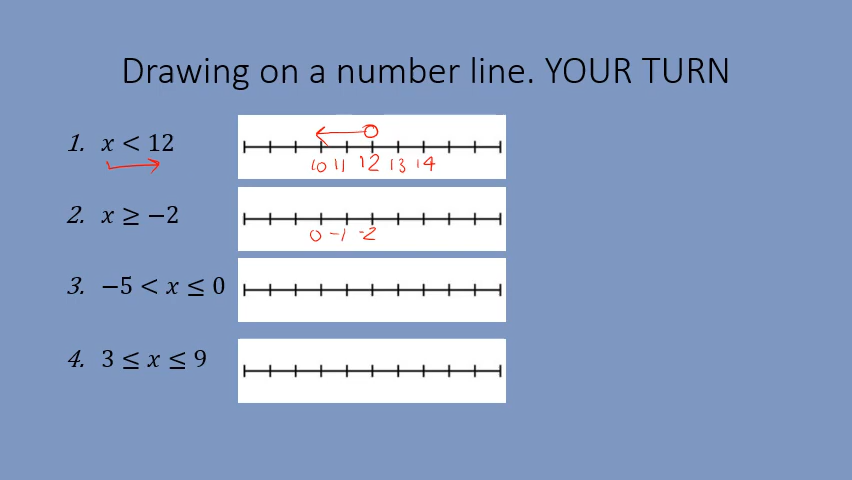 Drawing on a number line. YOUR TURN
1. x < 12
10 11 12 13 14
2. x ≥ −2
0 -1 -2
3. −5 < x ≤ 0
4. 3 ≤ x ≤ 9